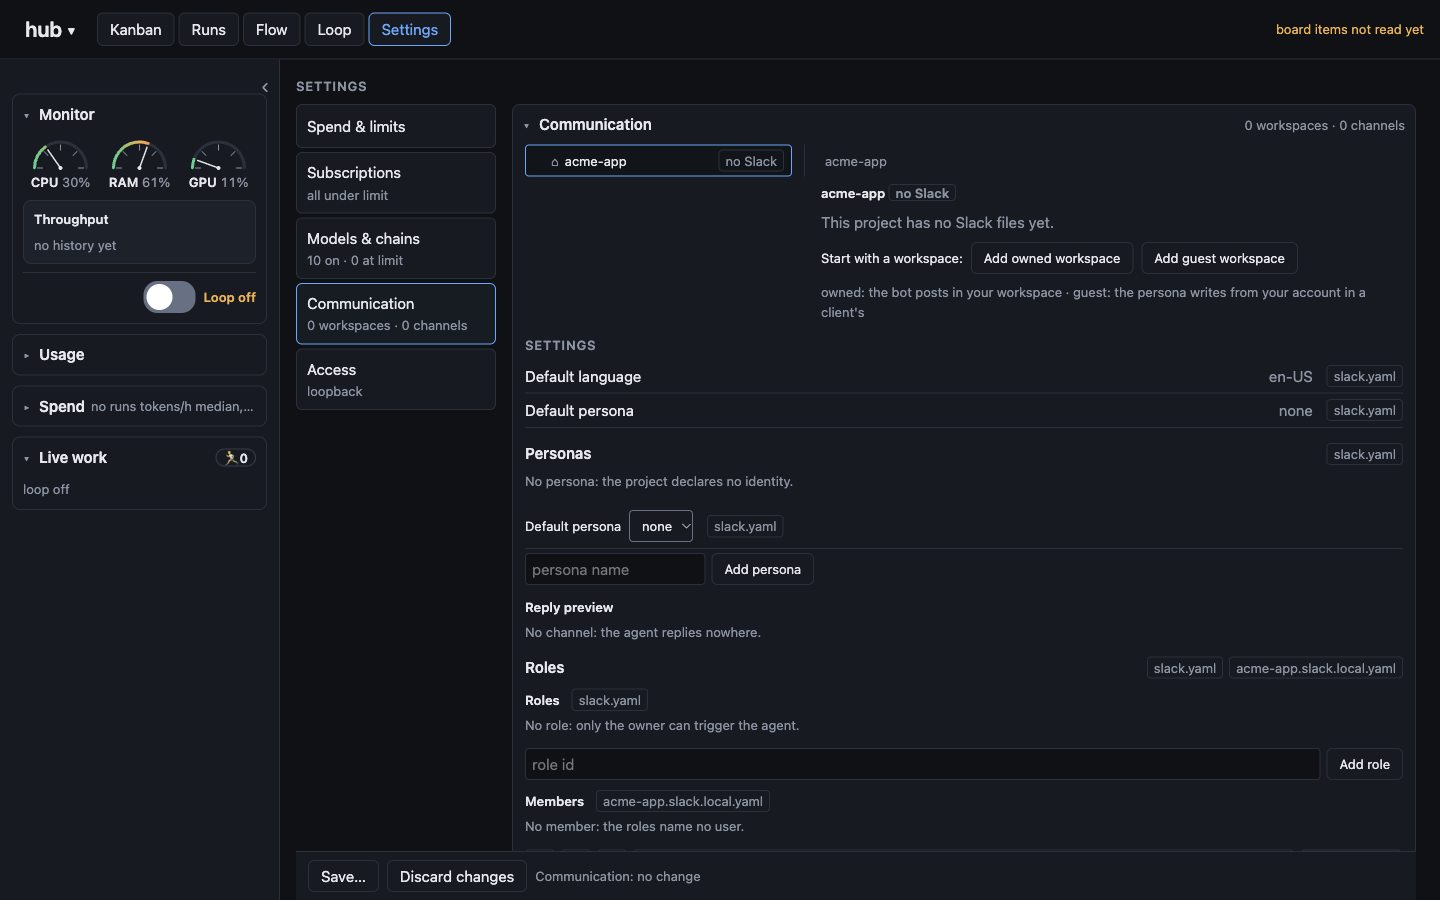 hub ▾
Kanban
Runs
Flow
Loop
Settings
board items not read yet
Monitor
CPU 30%
RAM 61%
GPU 11%
Throughput
no history yet
Loop off
Usage
Spend no runs tokens/h median,...
Live work
0
loop off
SETTINGS
Spend & limits
Subscriptions
all under limit
Models & chains
10 on · 0 at limit
Communication
0 workspaces · 0 channels
Access
loopback
Communication
0 workspaces · 0 channels
acme-app
no Slack
acme-app
acme-app no Slack
This project has no Slack files yet.
Start with a workspace:
Add owned workspace
Add guest workspace
owned: the bot posts in your workspace · guest: the persona writes from your account in a
client's
SETTINGS
Default language
en-US
slack.yaml
Default persona
none
slack.yaml
Personas
slack.yaml
No persona: the project declares no identity.
Default persona
none
slack.yaml
persona name
Add persona
Reply preview
No channel: the agent replies nowhere.
Roles
slack.yaml
acme-app.slack.local.yaml
Roles
slack.yaml
No role: only the owner can trigger the agent.
role id
Add role
Members
acme-app.slack.local.yaml
No member: the roles name no user.
Save...
Discard changes
Communication: no change